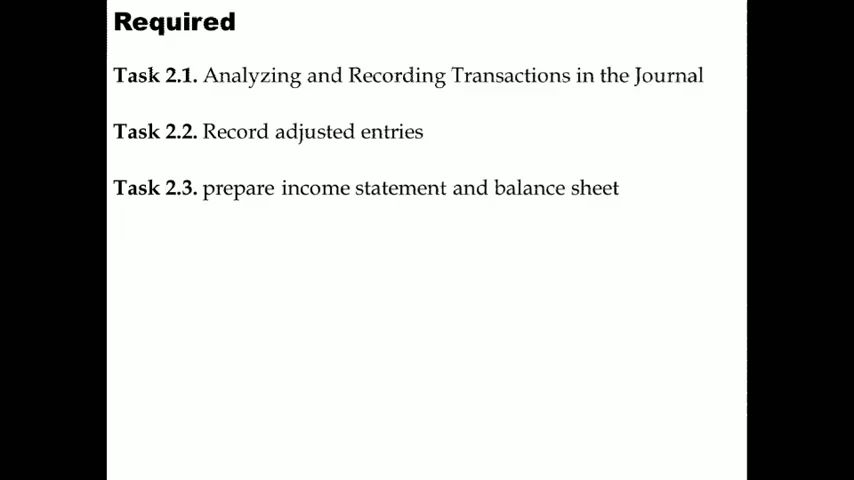 Required
Task 2.1. Analyzing and Recording Transactions in the Journal
Task 2.2. Record adjusted entries
Task 2.3. prepare income statement and balance sheet